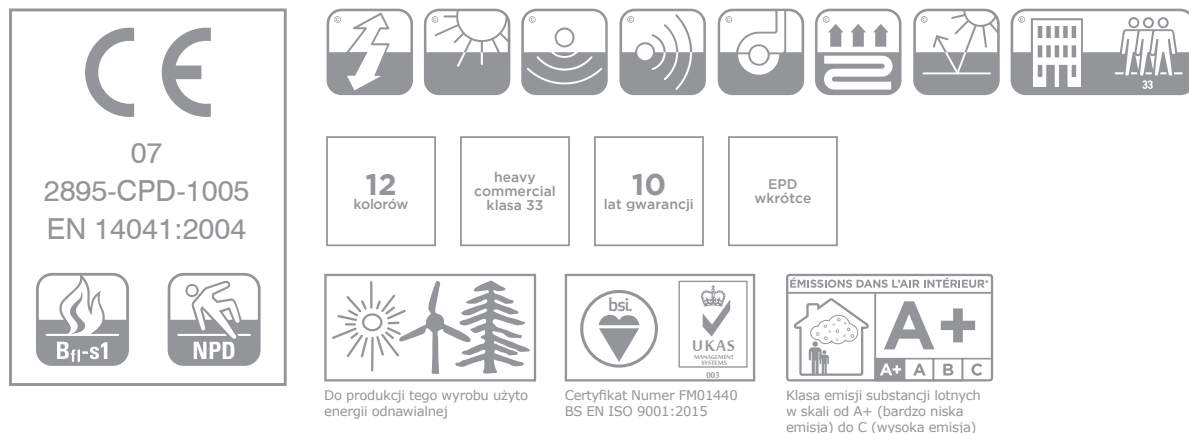 CE
07
2895-CPD-1005
EN 14041:2004
Bfl-s1
NPD
©
©
©
©
©
©
©
©
33
12
kolorów
heavy
commercial
klasa 33
10
lat gwarancji
EPD
wkrótce
Do produkcji tego wyrobu użyto
energii odnawialnej
bsi.
UKAS
MANAGEMENT
SYSTEMS
003
Certyfikat Numer FM01440
BS EN ISO 9001:2015
ÉMISSIONS DANS L'AIR INTÉRIEUR*
A+
A+ A B C
Klasa emisji substancji lotnych
w skali od A+ (bardzo niska
emisja) do C (wysoka emisja)